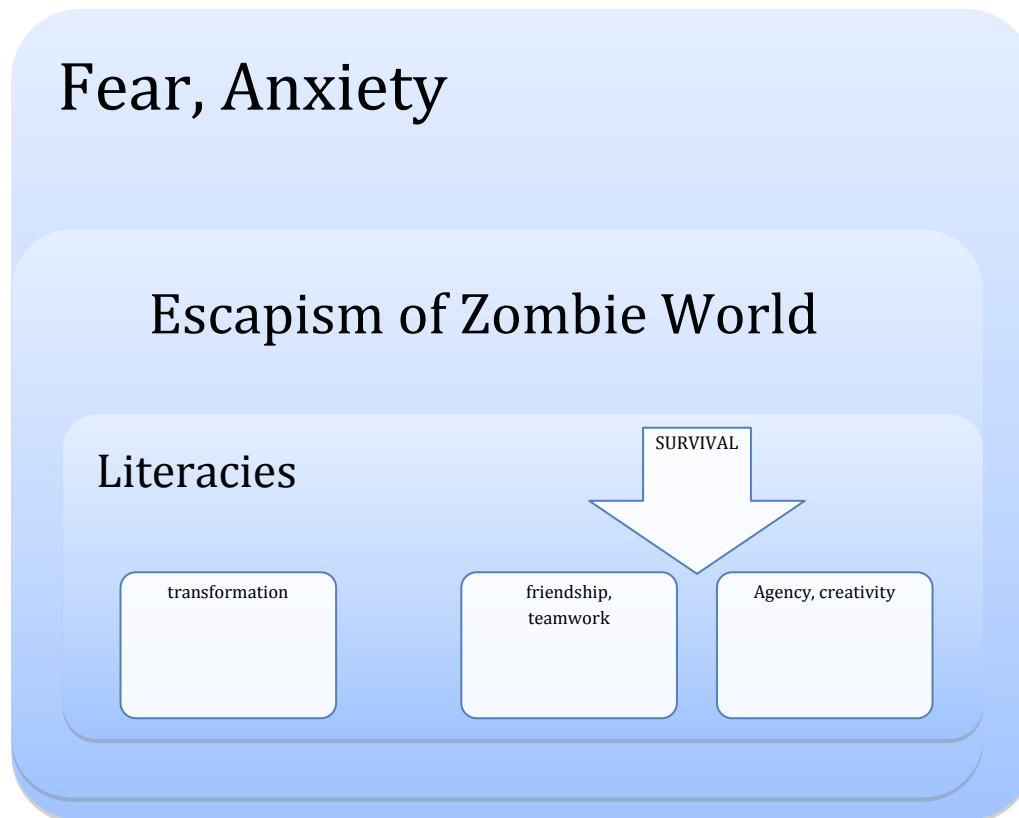 Fear, Anxiety
Escapism of Zombie World
Literacies
SURVIVAL
transformation
friendship,
teamwork
Agency, creativity